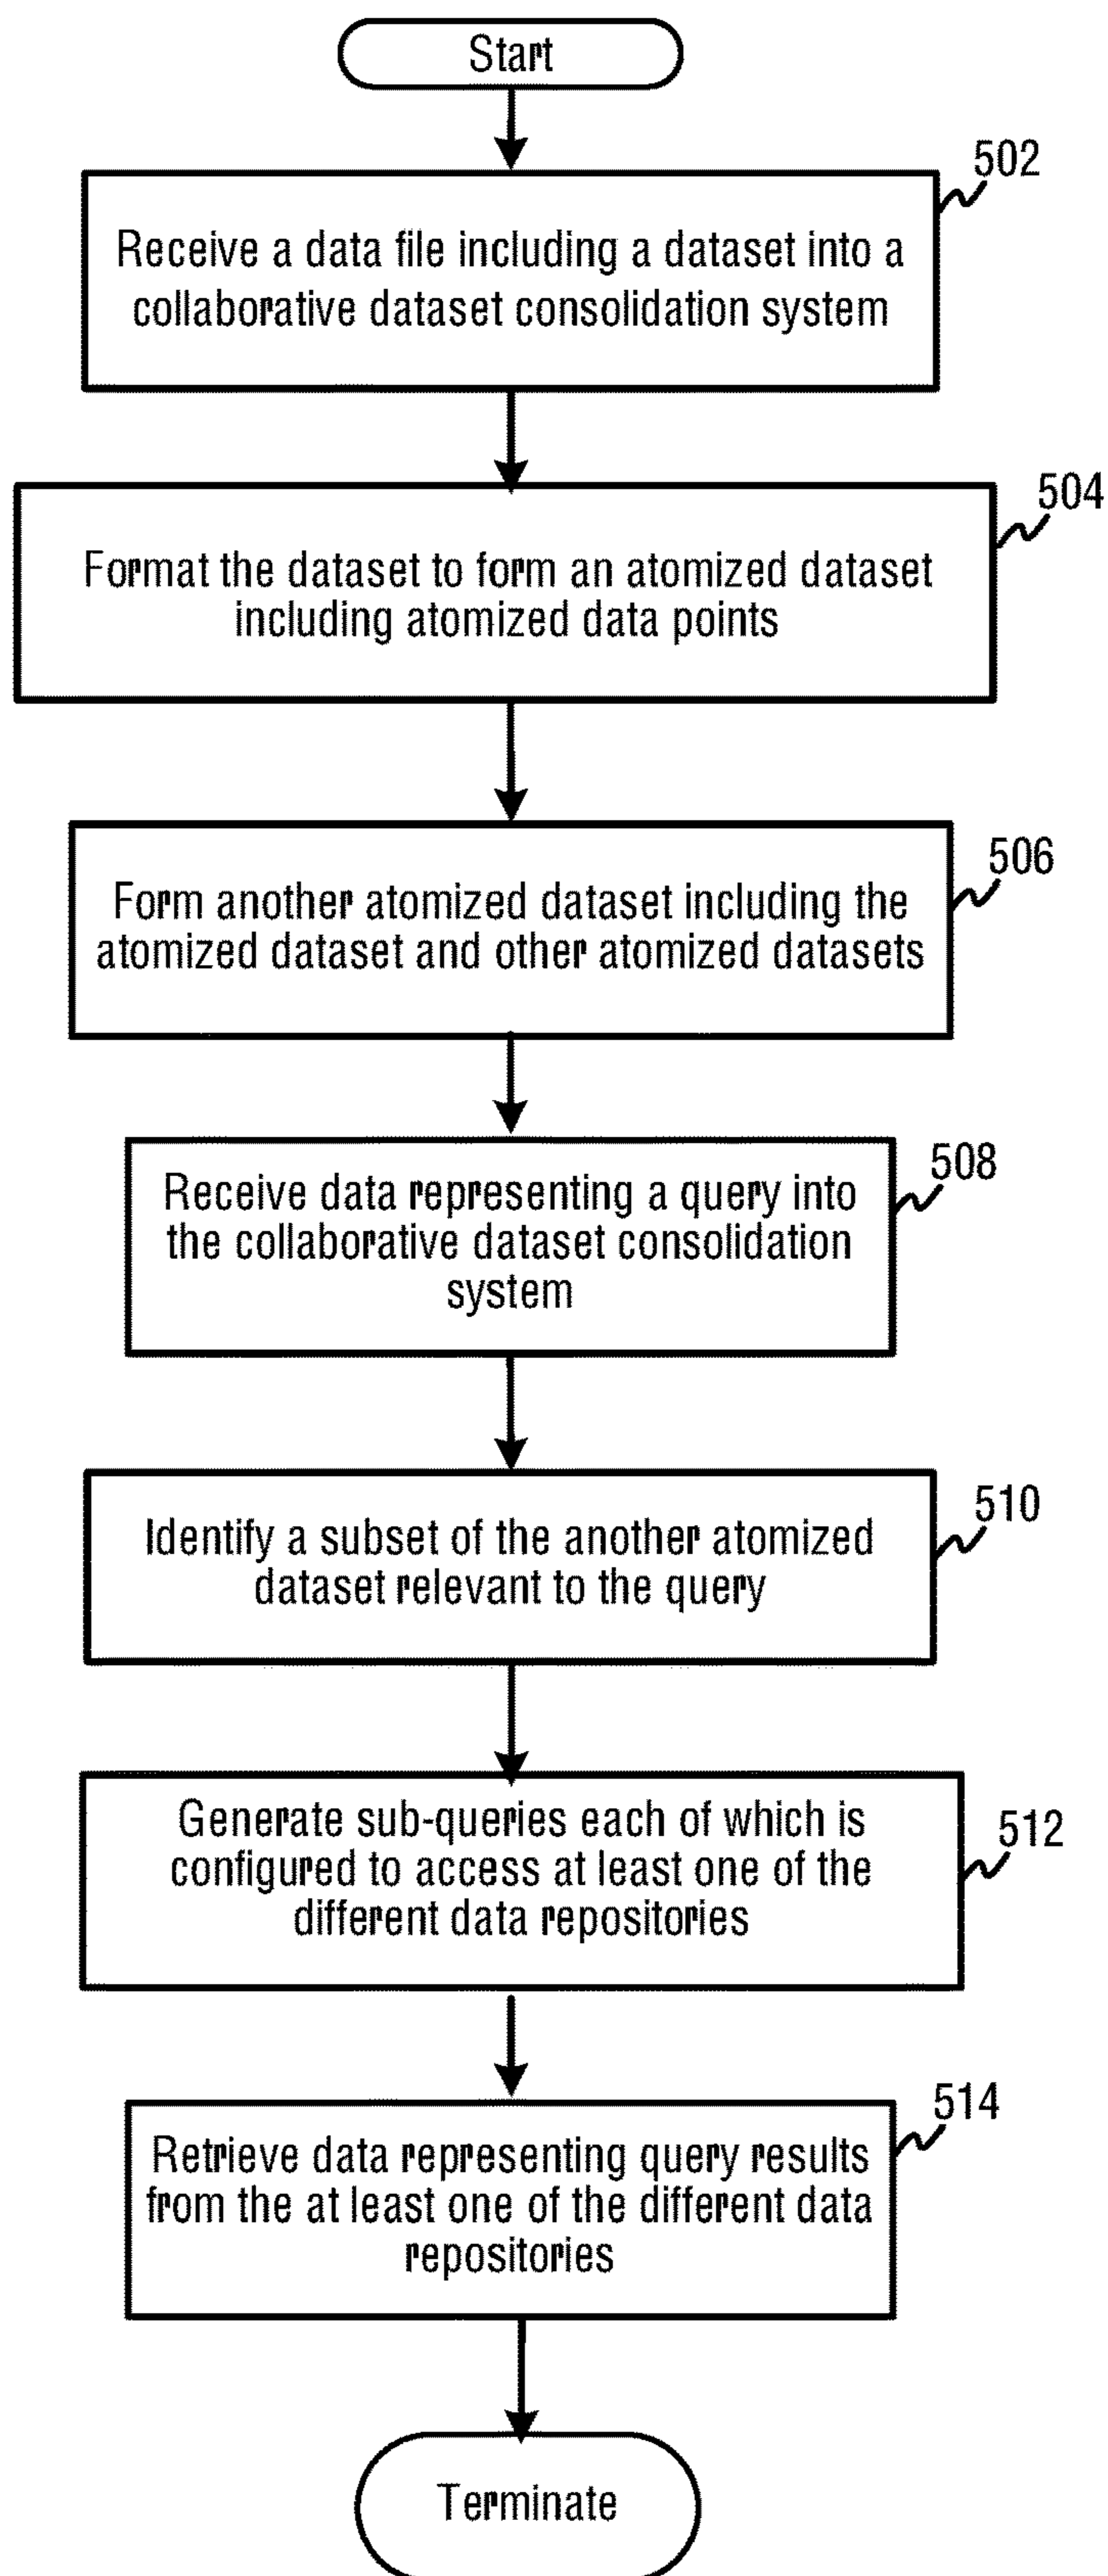 Start
502
Receive a data file including a dataset into a
collaborative dataset consolidation system
504
Format the dataset to form an atomized dataset
including atomized data points
506
Form another atomized dataset including the
atomized dataset and other atomized datasets
508
Receive data representing a query into
the collaborative dataset consolidation
system
510
Identify a subset of the another atomized
dataset relevant to the query
512
Generate sub-queries each of which is
configured to access at least one of the
different data repositories
514
Retrieve data representing query results
from the at least one of the different data
repositories
Terminate